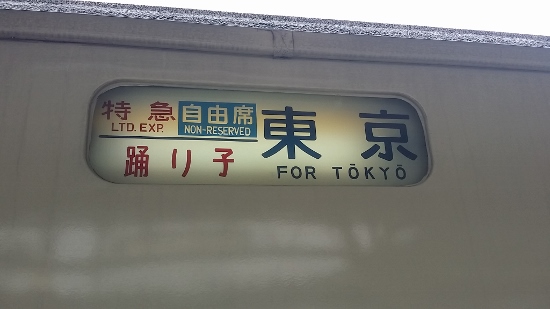 特急 自由席 東京
LTD. EXP. NON-RESERVED
踊り子 FOR TŌKYŌ